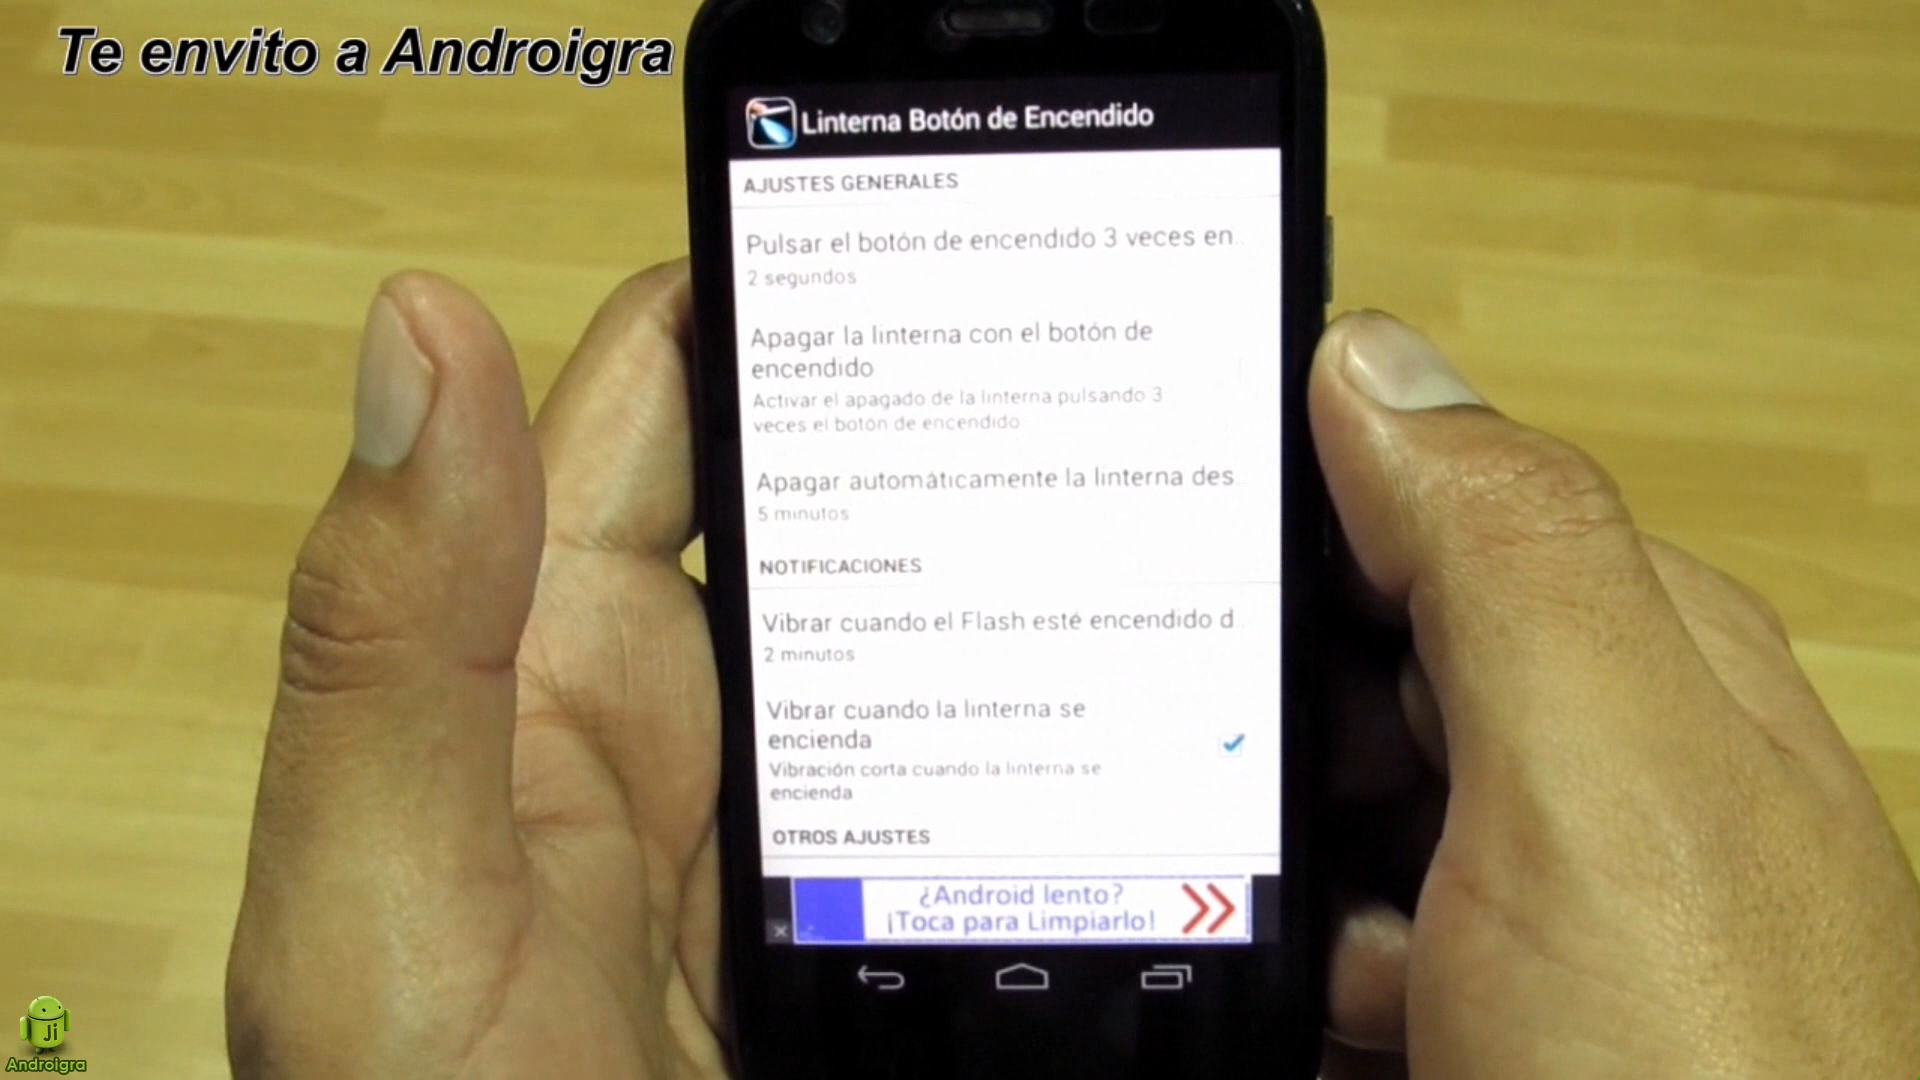 Te envito a Androigra
Linterna Botón de Encendido
AJUSTES GENERALES
Pulsar el botón de encendido 3 veces en..
2 segundos
Apagar la linterna con el botón de
encendido
Activar el apagado de la linterna pulsando 3
veces el botón de encendido
Apagar automáticamente la linterna des
5 minutos
NOTIFICACIONES
Vibrar cuando el Flash esté encendido d..
2 minutos
Vibrar cuando la linterna se
encienda
Vibración corta cuando la linterna se
encienda
OTROS AJUSTES
¿Android lento?
¡Toca para Limpiarlo!
Ji
Androigra